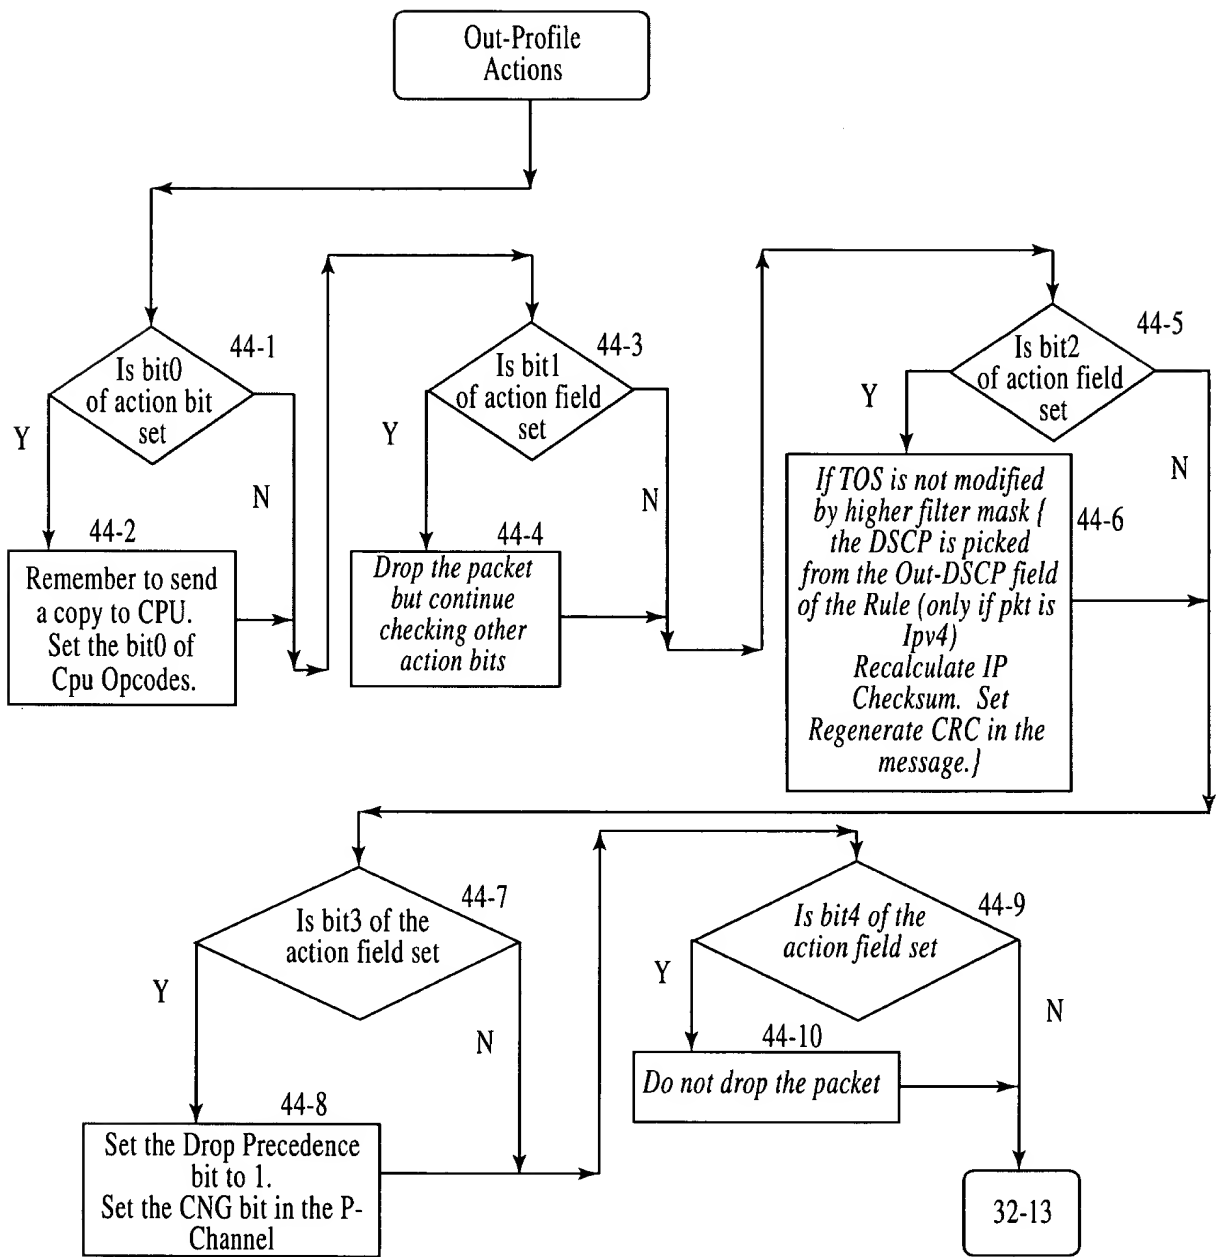 Out-Profile
Actions
44-1
Is bit0
of action bit
set
Y
N
44-2
Remember to send
a copy to CPU.
Set the bit0 of
Cpu Opcodes.
44-3
Is bit1
of action field
set
Y
N
44-4
Drop the packet
but continue
checking other
action bits
44-5
Is bit2
of action field
set
Y
N
If TOS is not modified
by higher filter mask {
the DSCP is picked
from the Out-DSCP field
of the Rule (only if pkt is
Ipv4)
Recalculate IP
Checksum. Set
Regenerate CRC in the
message.}
44-6
44-7
Is bit3 of the
action field set
Y
N
44-8
Set the Drop Precedence
bit to 1.
Set the CNG bit in the P-
Channel
44-9
Is bit4 of the
action field set
Y
N
44-10
Do not drop the packet
32-13